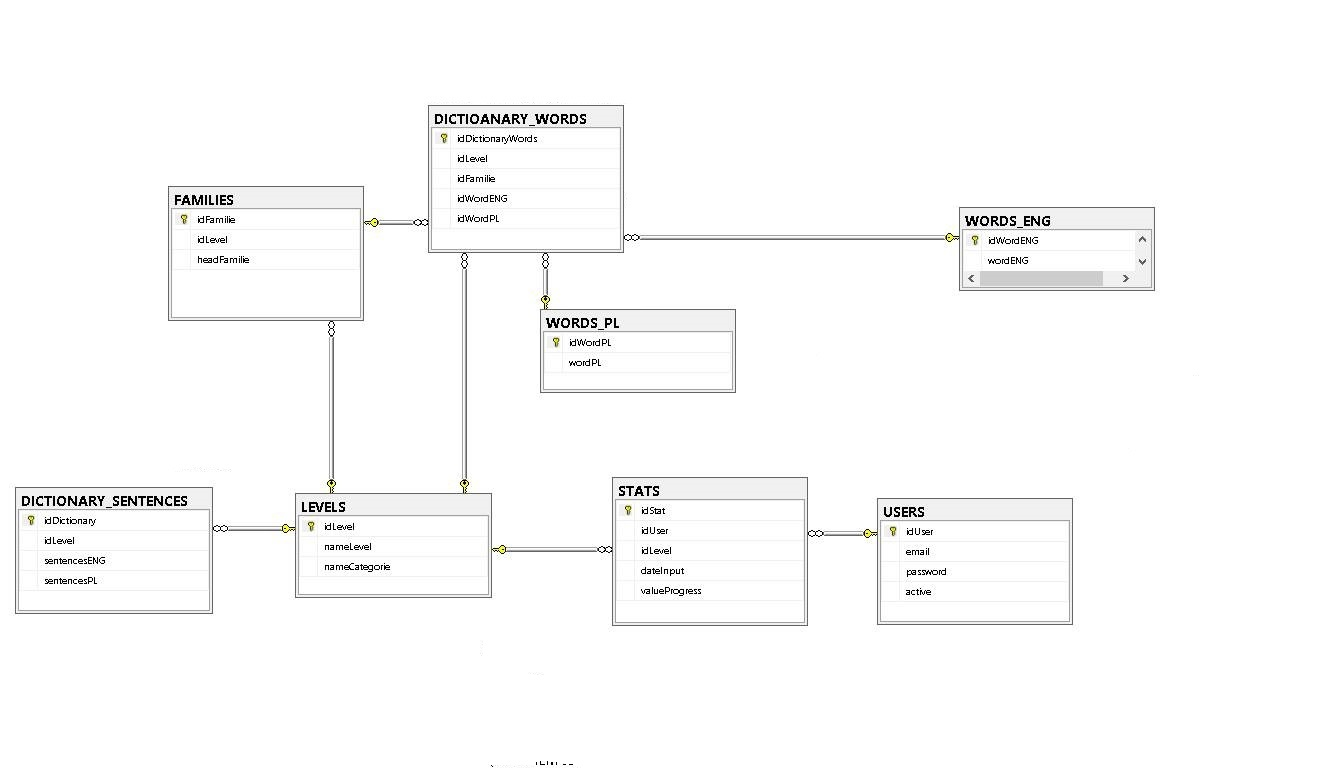 DICTIOANARY_WORDS
idDictionaryWords
idLevel
idFamilie
idWordENG
idWordPL
FAMILIES
idFamilie
idLevel
headFamilie
WORDS_ENG
idWordENG
wordENG
WORDS_PL
idWordPL
wordPL
DICTIONARY_SENTENCES
idDictionary
idLevel
sentencesENG
sentencesPL
LEVELS
idLevel
nameLevel
nameCategorie
STATS
idStat
idUser
idLevel
dateInput
valueProgress
USERS
idUser
email
password
active